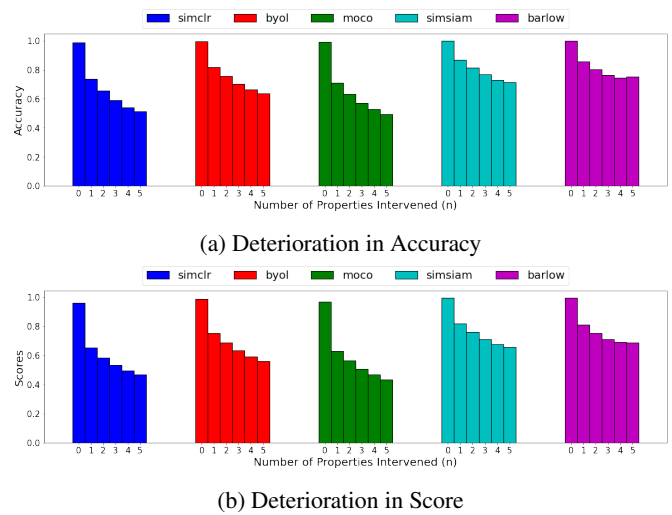 simclr byol moco simsiam barlow
1.0
0.8
0.6
0.4
0.2
0.0
Accuracy
0 1 2 3 4 5 0 1 2 3 4 5 0 1 2 3 4 5 0 1 2 3 4 5 0 1 2 3 4 5
Number of Properties Intervened (n)
(a) Deterioration in Accuracy
simclr byol moco simsiam barlow
1.0
0.8
0.6
0.4
0.2
0.0
Scores
0 1 2 3 4 5 0 1 2 3 4 5 0 1 2 3 4 5 0 1 2 3 4 5 0 1 2 3 4 5
Number of Properties Intervened (n)
(b) Deterioration in Score